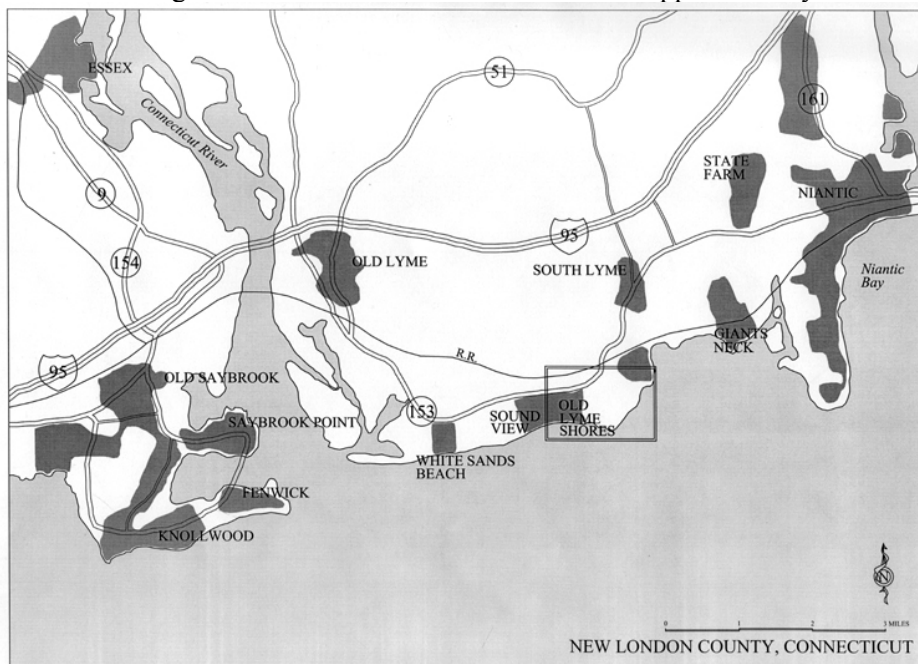 ESSEX
Connecticut River
51
161
9
STATE
FARM
NIANTIC
95
154
OLD LYME
SOUTH LYME
Niantic
Bay
GIANTS
NECK
R.R.
95
OLD SAYBROOK
153
SOUND
VIEW
OLD
LYME
SHORES
SAYBROOK POINT
WHITE SANDS
BEACH
FENWICK
KNOLLWOOD
N
0 1 2 3 MILES
NEW LONDON COUNTY, CONNECTICUT